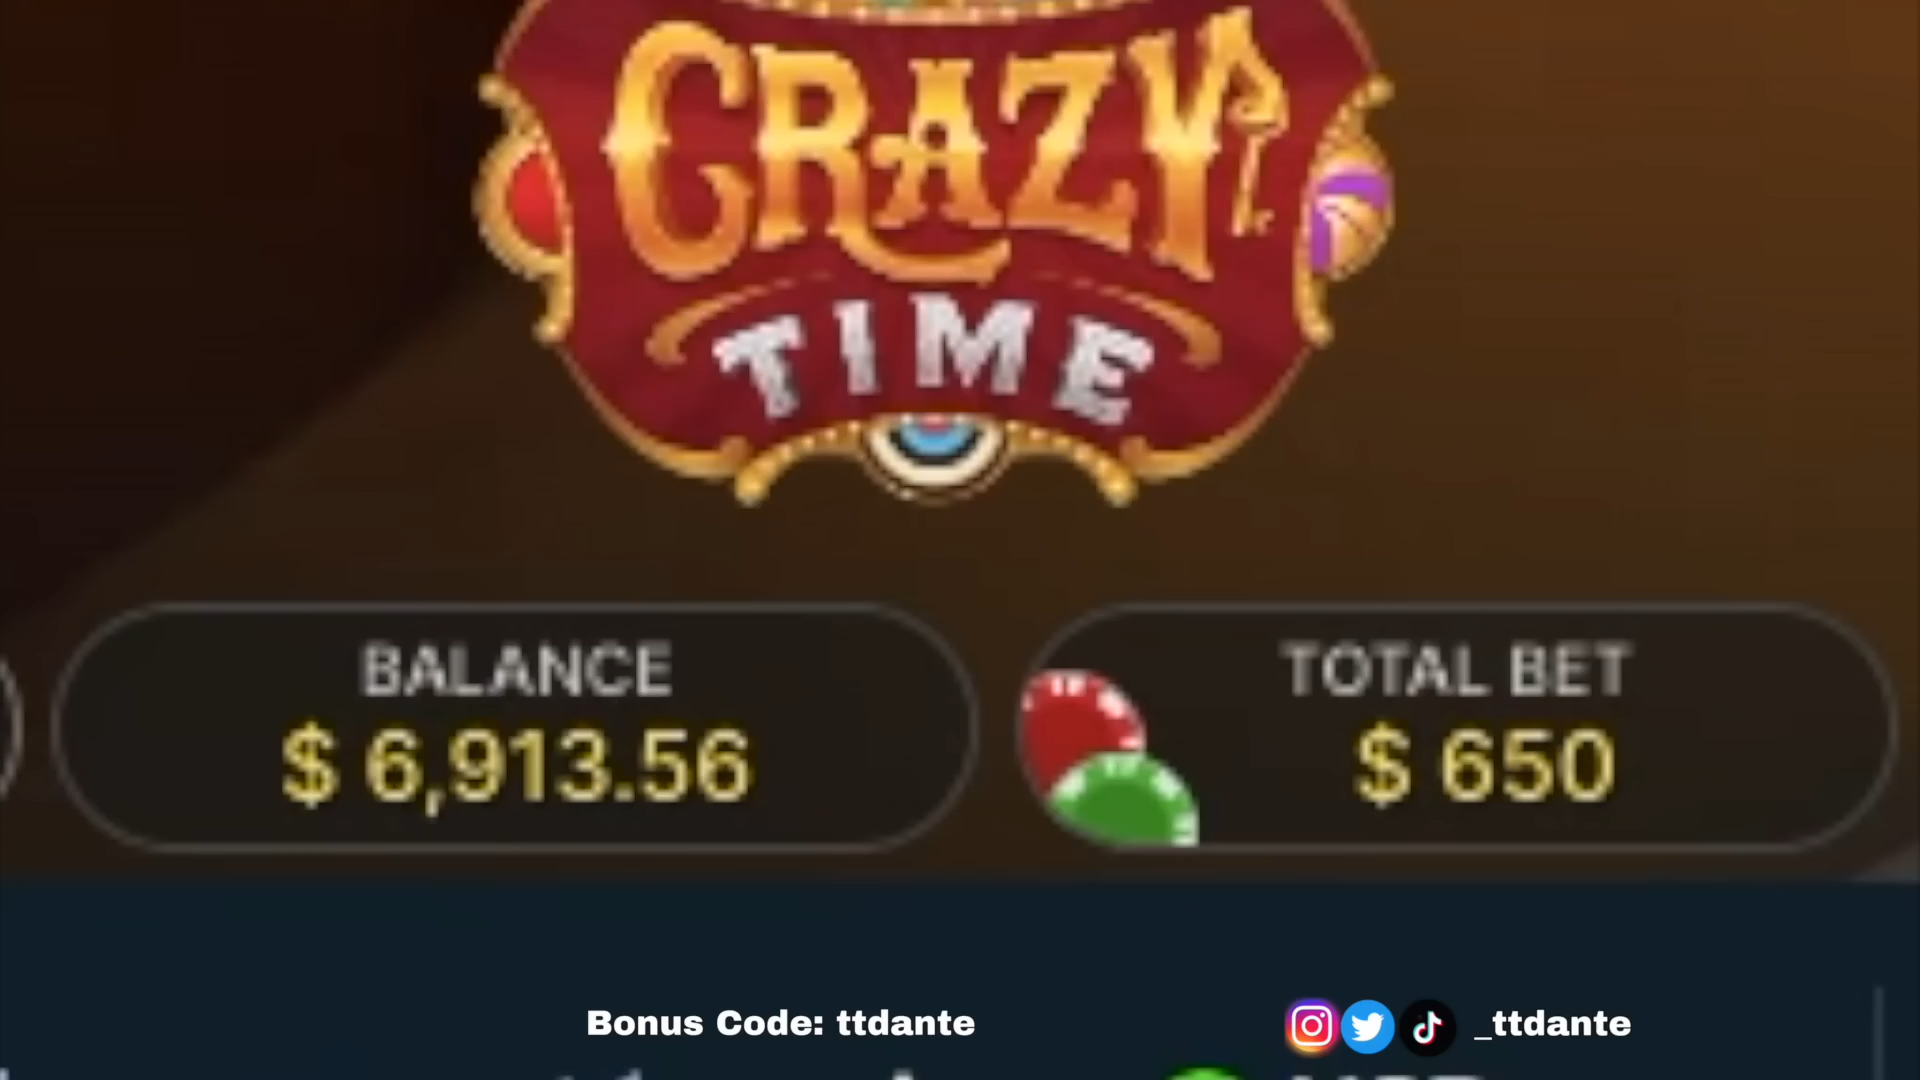 CRAZY
TIME
BALANCE
$ 6,913.56
TOTAL BET
$ 650
Bonus Code: ttdante
_ttdante